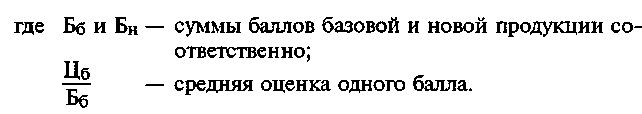 где Бб и Бн — суммы баллов базовой и новой продукции со-
ответственно;
Цб
Бб
— средняя оценка одного балла.